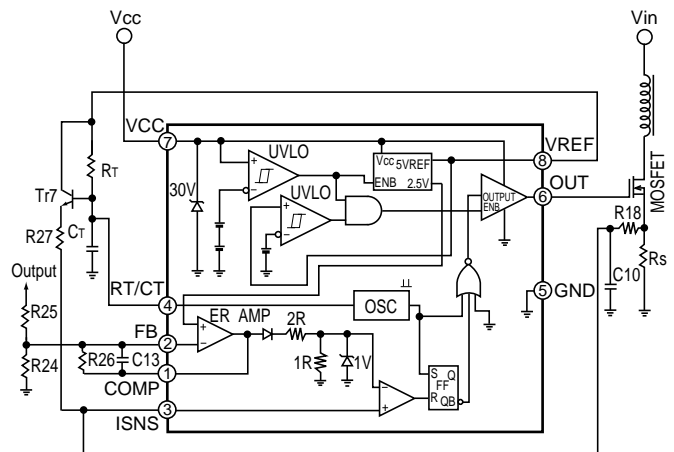 Vcc
Vin
VCC
7
UVLO
Vcc 5VREF
ENB 2.5V
8
VREF
RT
30V
UVLO
OUTPUT
ENB
6
OUT
MOSFET
Tr7
R27
CT
R18
Rs
C10
Output
RT/CT
4
OSC
5
GND
R25
ER AMP
2R
FB
2
R24
R26
C13
1R
1V
COMP
1
S Q
FF
R QB
3
ISNS
+
−
+
−
+
−
−
+